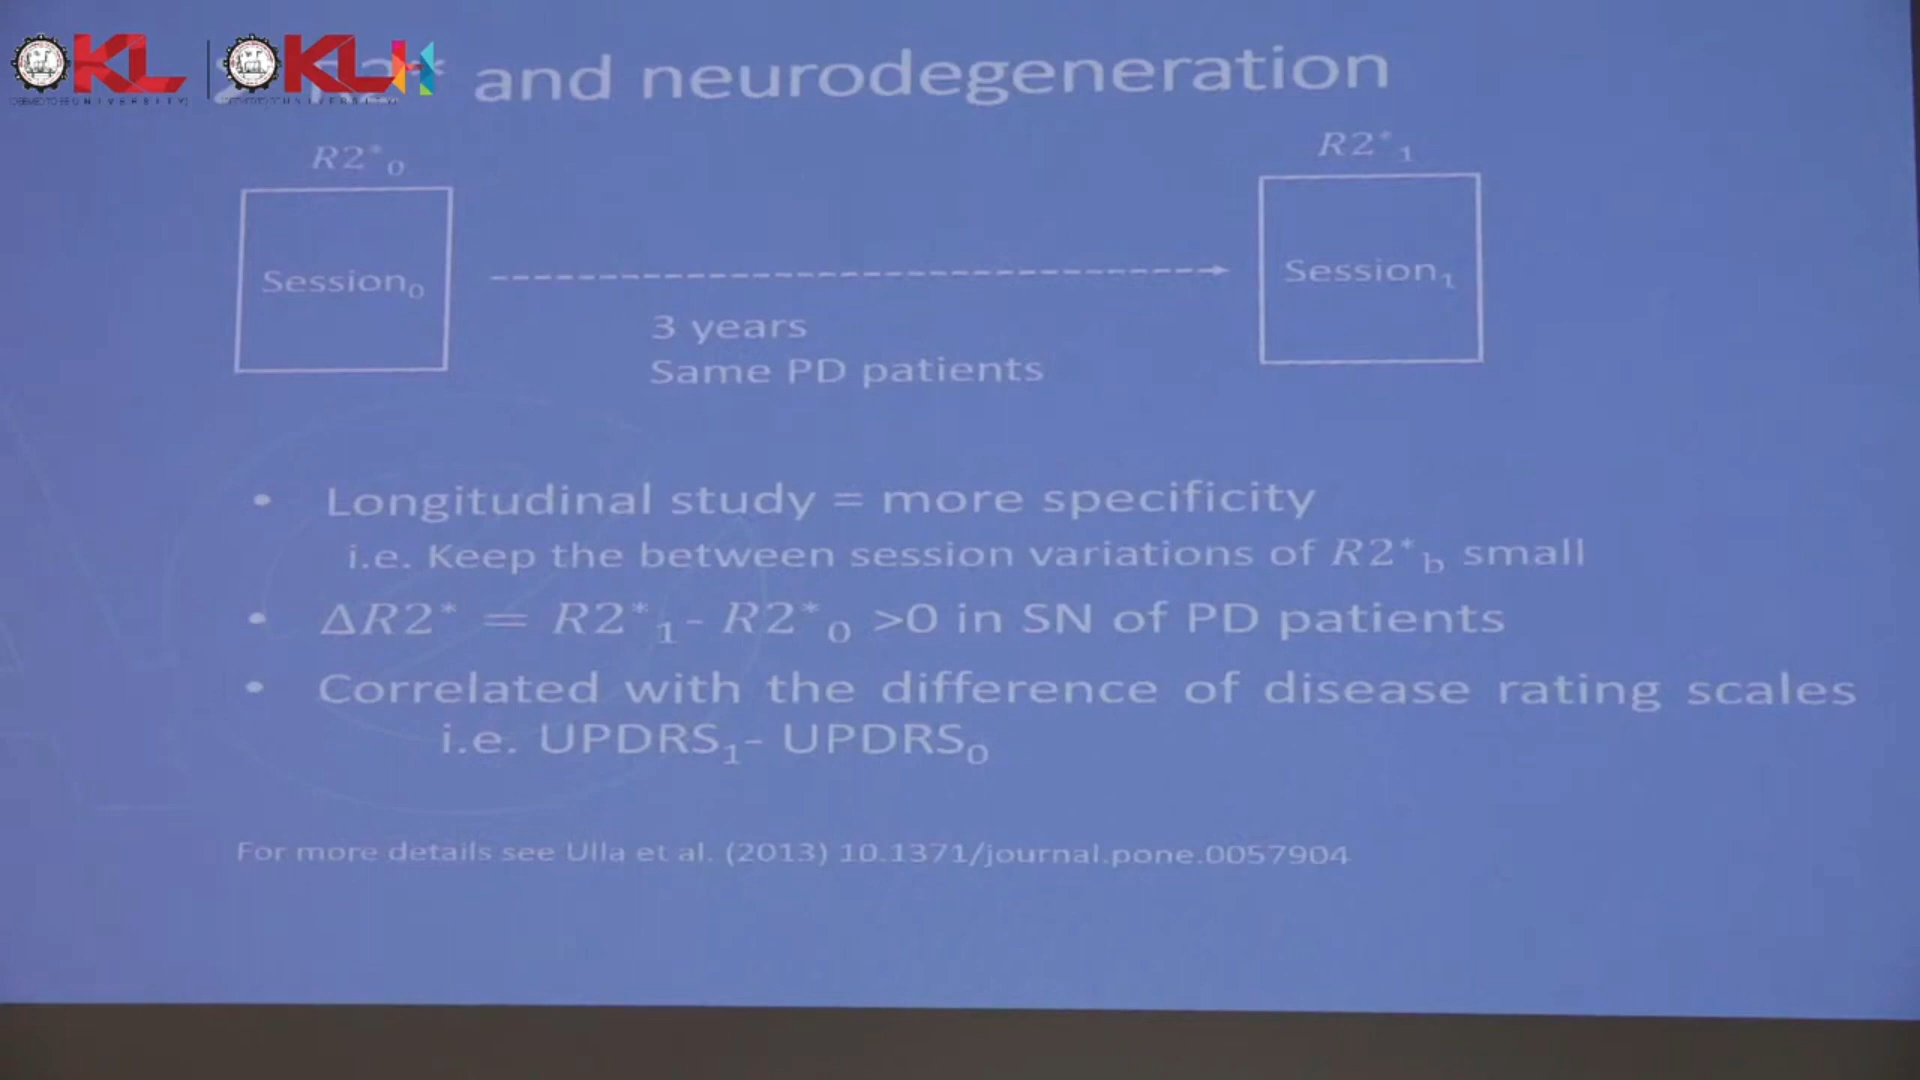 KL KLH
R2* and neurodegeneration
R2*₀ R2*₁
Session₀ Session₁
3 years
Same PD patients
• Longitudinal study = more specificity
i.e. Keep the between session variations of R2*b small
• ΔR2* = R2*₁- R2*₀ >0 in SN of PD patients
• Correlated with the difference of disease rating scales
i.e. UPDRS₁- UPDRS₀
For more details see Ulla et al. (2013) 10.1371/journal.pone.0057904